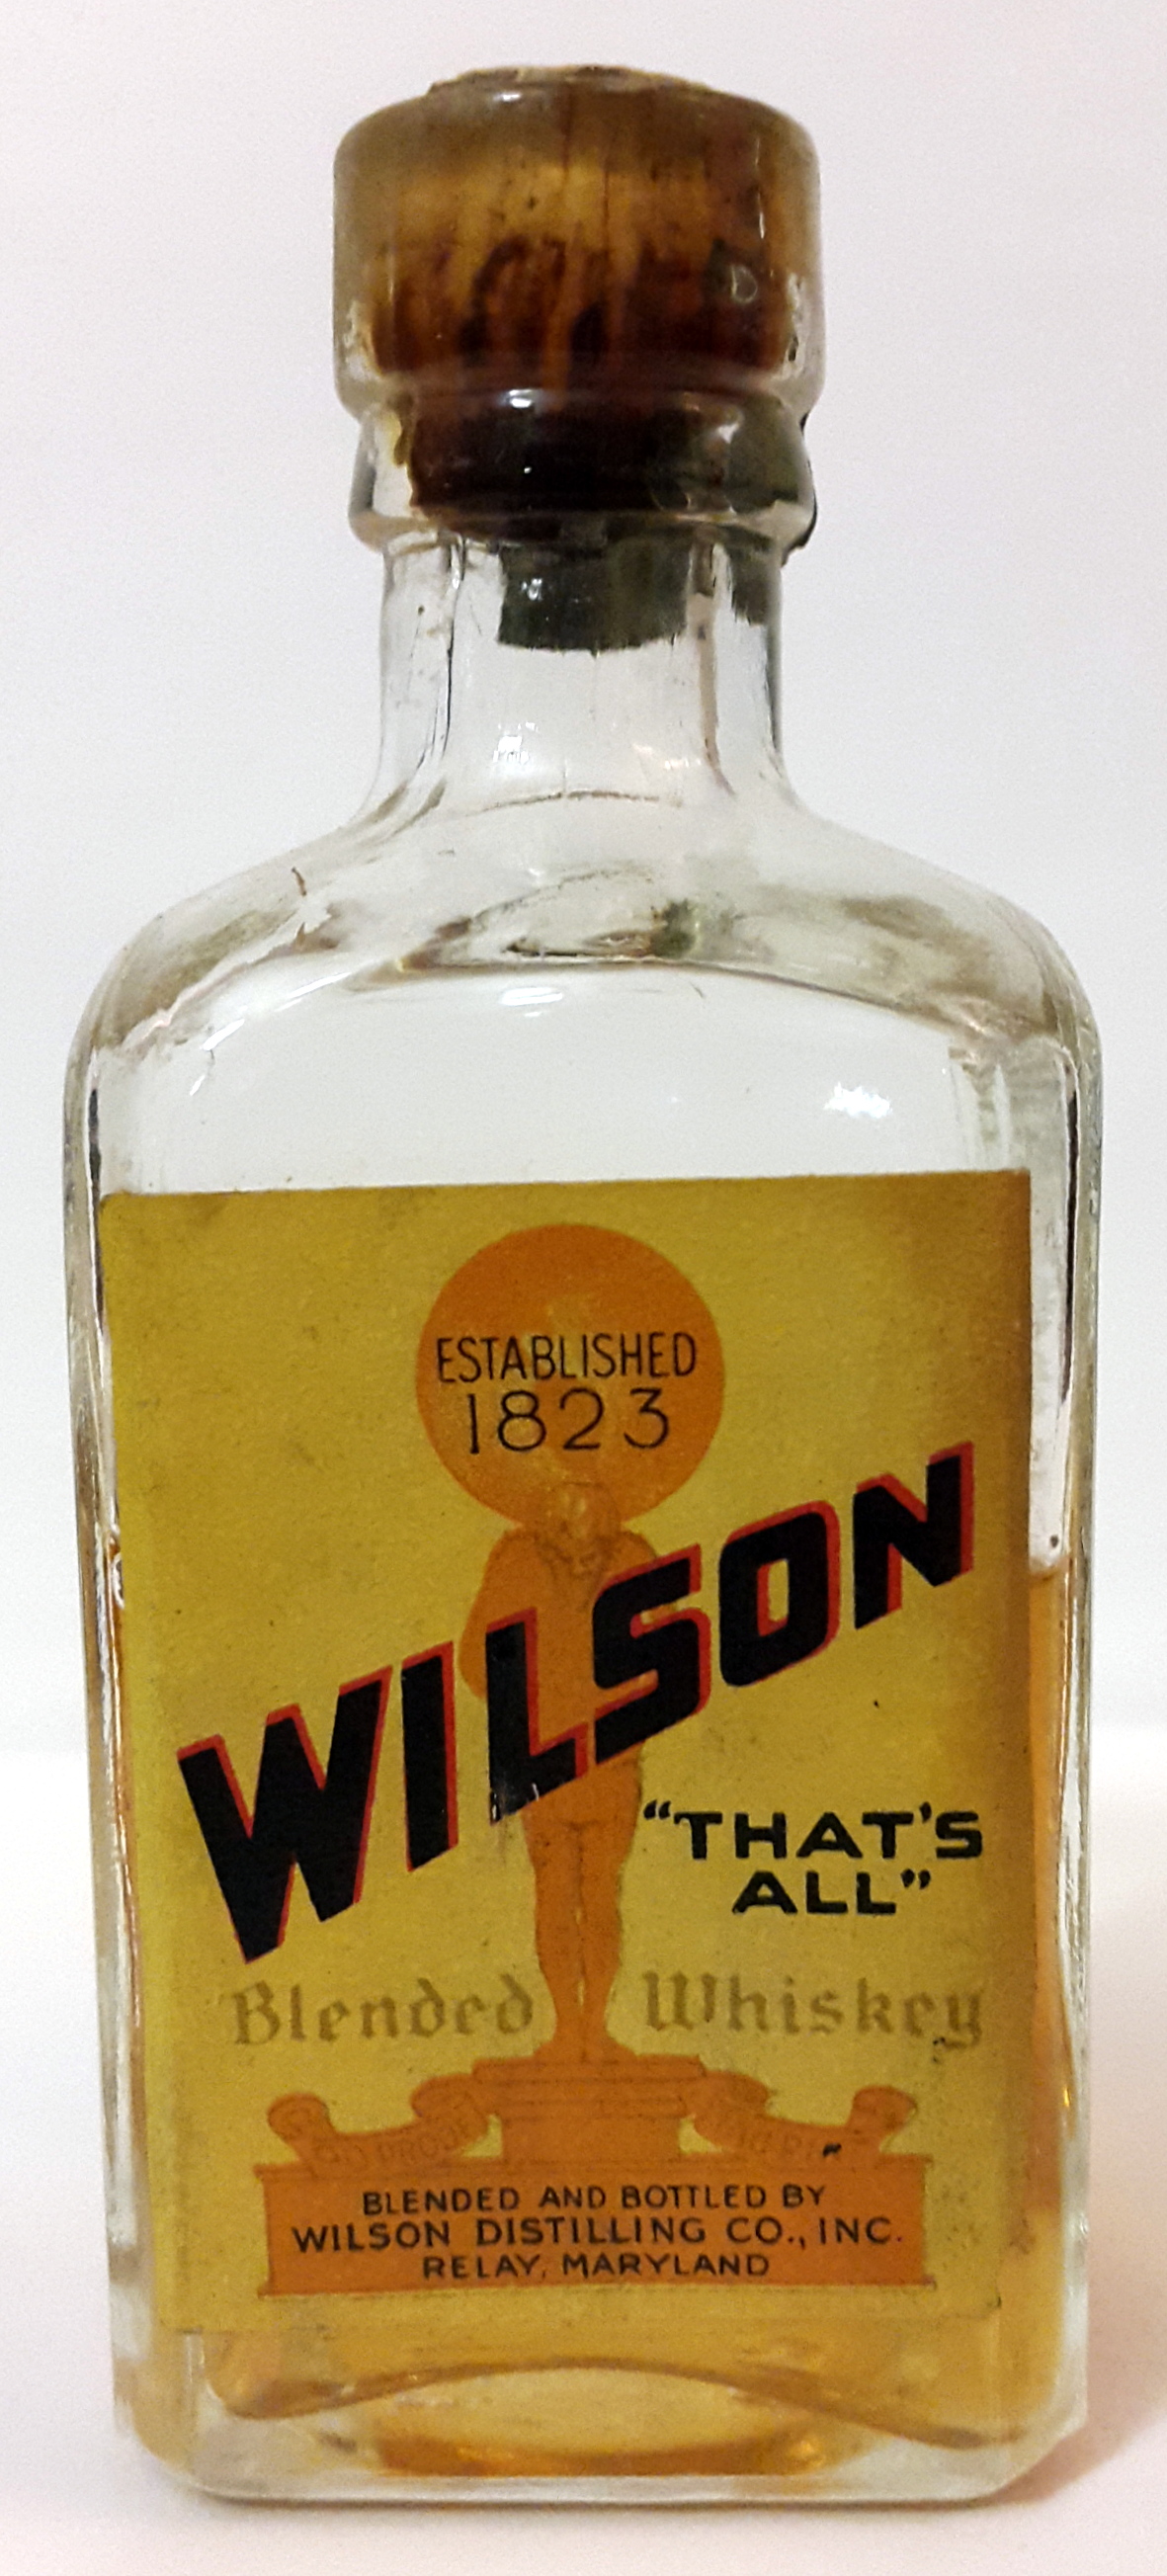 ESTABLISHED
1823
WILSON
“THAT'S
ALL”
Blended Whiskey
BLENDED AND BOTTLED BY
WILSON DISTILLING CO., INC.
RELAY, MARYLAND